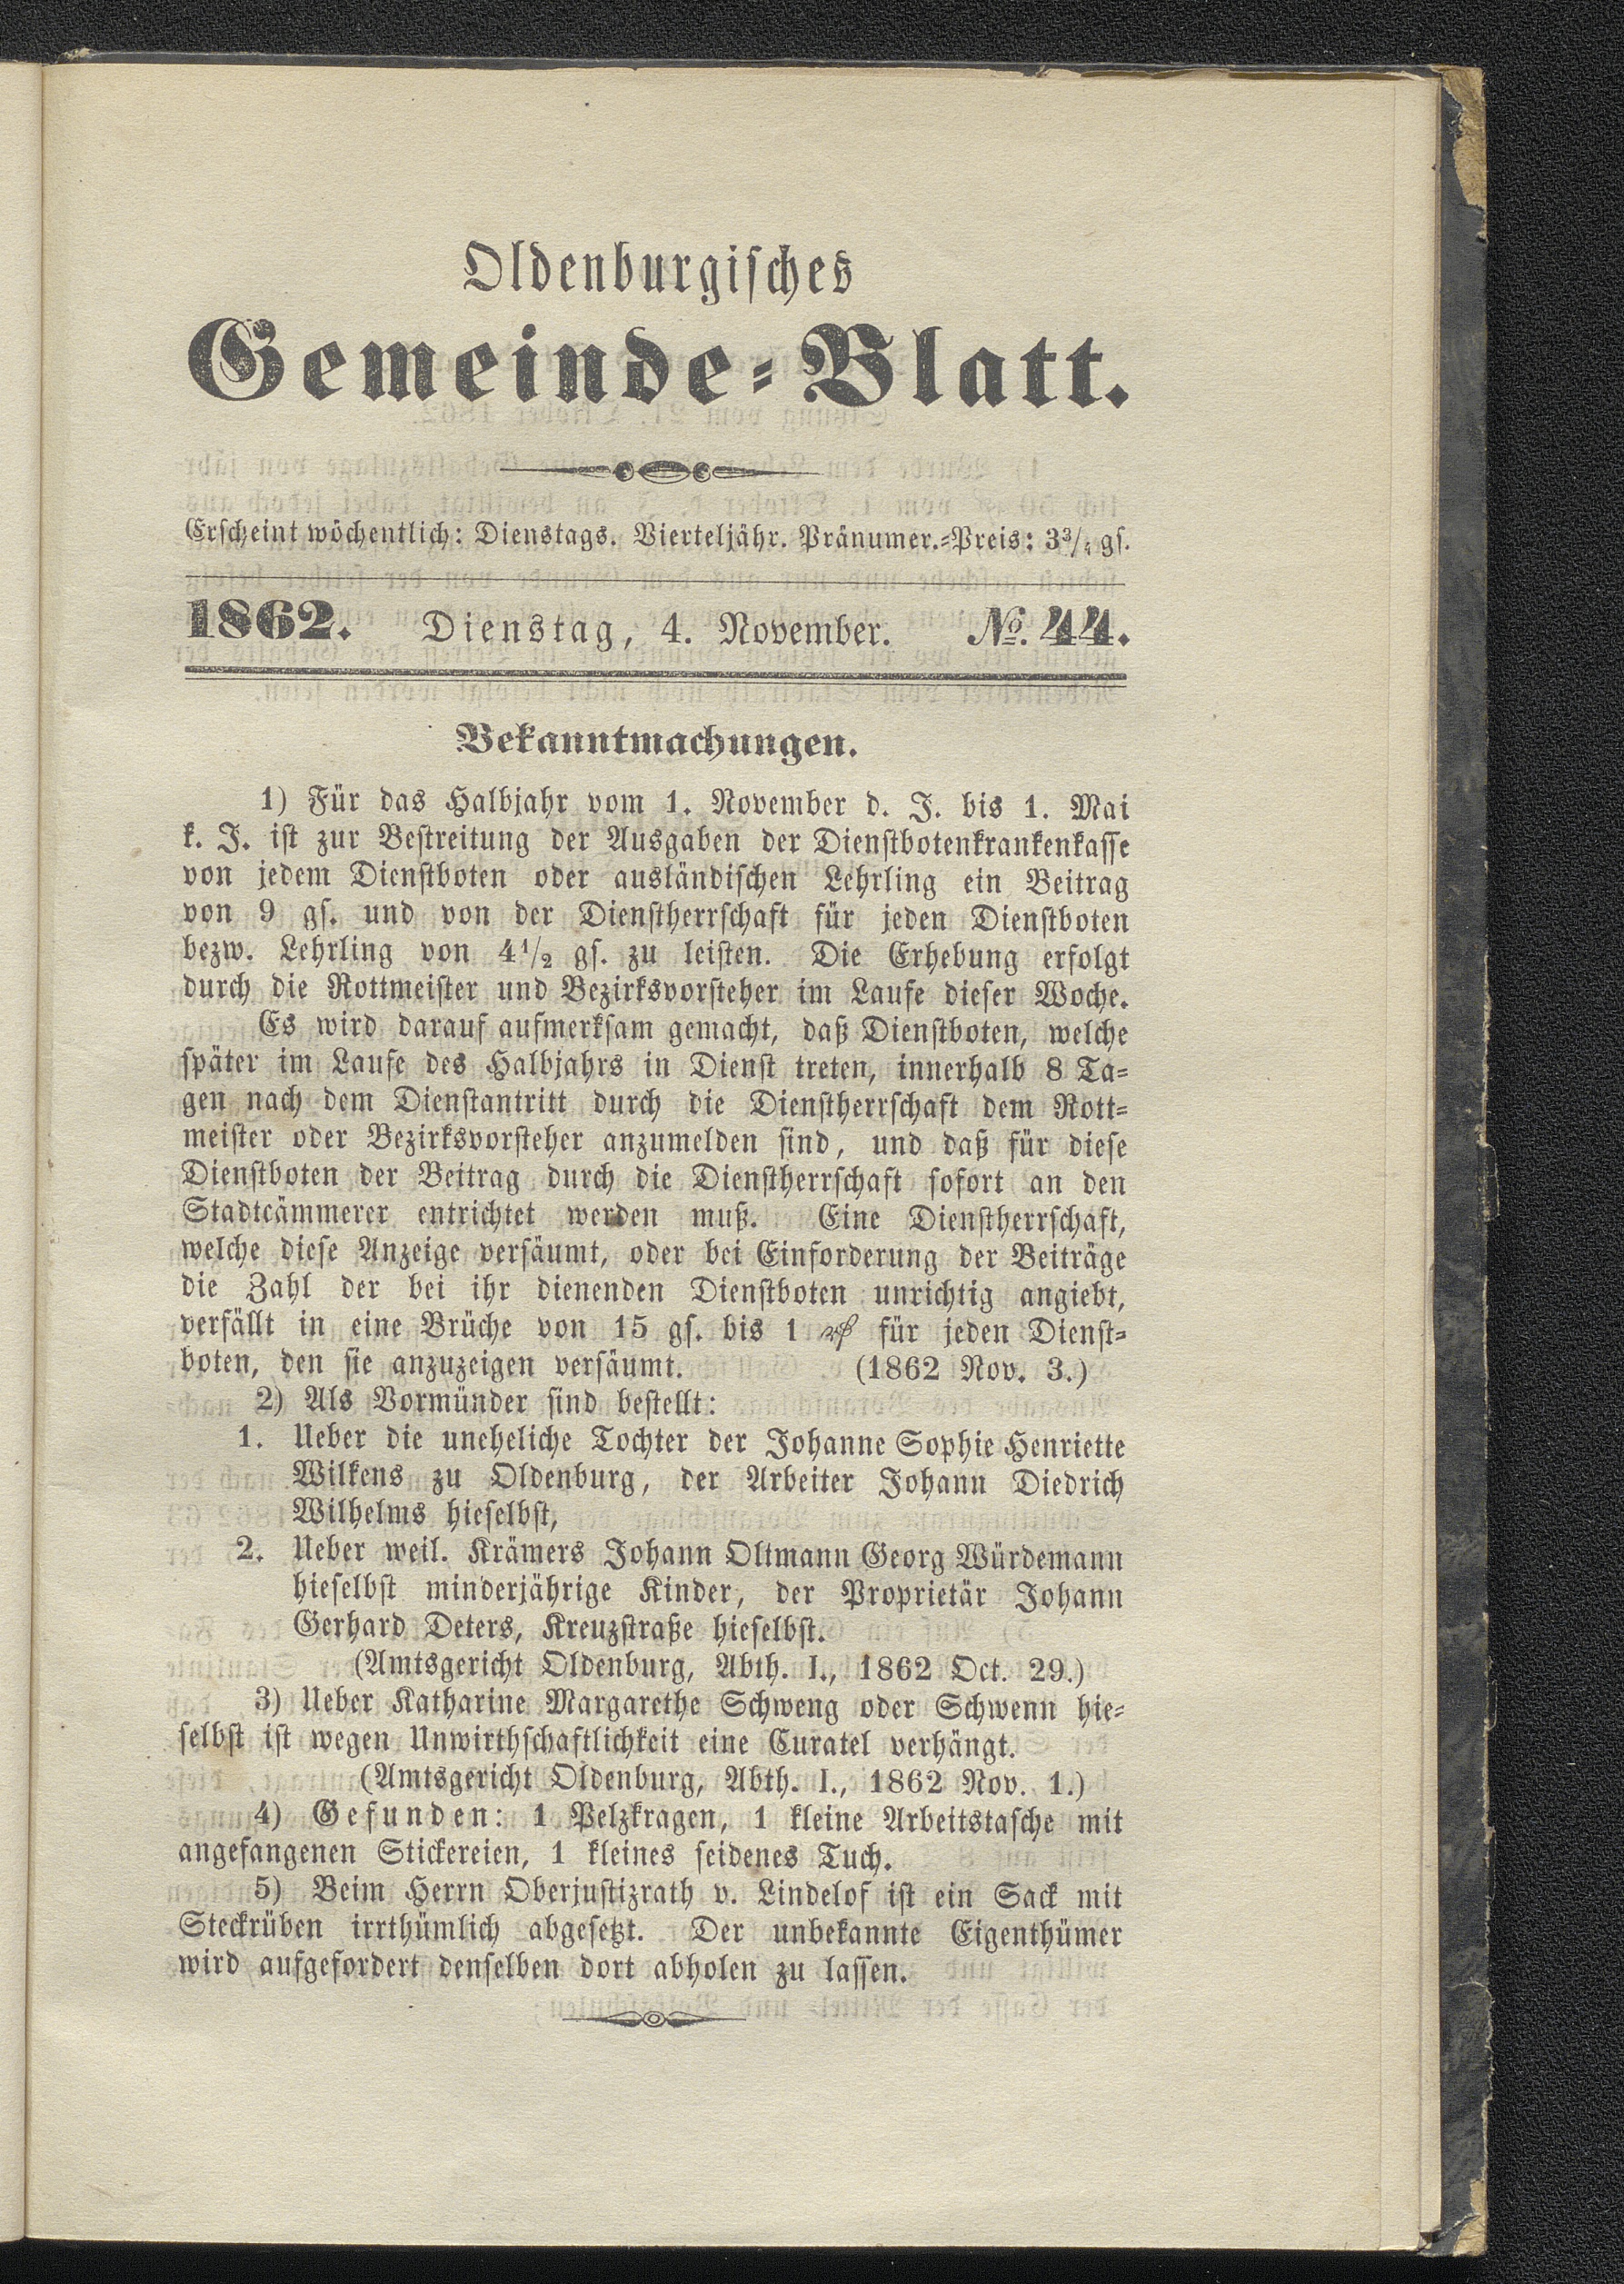 Oldenburgisches
Gemeinde-Blatt.
Erscheint wöchentlich: Dienstags. Vierteljähr. Pränumer.-Preis: 3¾ gs.
1862. Dienstag, 4. November. №. 44.
Bekanntmachungen.
1) Für das Halbjahr vom 1. November d. J. bis 1. Mai
k. J. ist zur Bestreitung der Ausgaben der Dienstbotenkrankenkasse
von jedem Dienstboten oder ausländischen Lehrling ein Beitrag
von 9 gs. und von der Dienstherrschaft für jeden Dienstboten
bezw. Lehrling von 4½ gs. zu leisten. Die Erhebung erfolgt
durch die Rottmeister und Bezirksvorsteher im Laufe dieser Woche.
Es wird darauf aufmerksam gemacht, daß Dienstboten, welche
später im Laufe des Halbjahrs in Dienst treten, innerhalb 8 Ta-
gen nach dem Dienstantritt durch die Dienstherrschaft dem Rott-
meister oder Bezirksvorsteher anzumelden sind, und daß für diese
Dienstboten der Beitrag durch die Dienstherrschaft sofort an den
Stadtcämmerer entrichtet werden muß. Eine Dienstherrschaft,
welche diese Anzeige versäumt, oder bei Einforderung der Beiträge
die Zahl der bei ihr dienenden Dienstboten unrichtig angiebt,
verfällt in eine Brüche von 15 gs. bis 1 ₰ für jeden Dienst-
boten, den sie anzuzeigen versäumt. (1862 Nov. 3.)
2) Als Vormünder sind bestellt:
1. Ueber die uneheliche Tochter der Johanne Sophie Henriette
Wilkens zu Oldenburg, der Arbeiter Johann Diedrich
Wilhelms hieselbst,
2. Ueber weil. Krämers Johann Oltmann Georg Würdemann
hieselbst minderjährige Kinder, der Proprietär Johann
Gerhard Deters, Kreuzstraße hieselbst.
(Amtsgericht Oldenburg, Abth. I., 1862 Oct. 29.)
3) Ueber Katharine Margarethe Schweng oder Schwenn hie-
selbst ist wegen Unwirthschaftlichkeit eine Curatel verhängt.
(Amtsgericht Oldenburg, Abth. I., 1862 Nov. 1.)
4) Gefunden: 1 Pelzkragen, 1 kleine Arbeitstasche mit
angefangenen Stickereien, 1 kleines seidenes Tuch.
5) Beim Herrn Oberjustizrath v. Lindelof ist ein Sack mit
Steckrüben irrthümlich abgesetzt. Der unbekannte Eigenthümer
wird aufgefordert denselben dort abholen zu lassen.